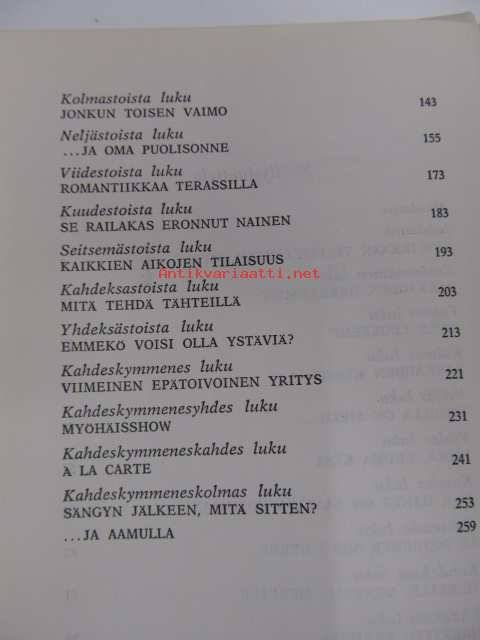 Kolmastoista luku
JONKUN TOISEN VAIMO 143
Neljästoista luku
...JA OMA PUOLISONNE 155
Viidestoista luku
ROMANTIIKKAA TERASSILLA 173
Kuudestoista luku
SE RAILAKAS ERONNUT NAINEN 183
Seitsemästoista luku
KAIKKIEN AIKOJEN TILAISUUS 193
Antikvariaatti.net
Kahdeksastoista luku
MITÄ TEHDÄ TÄHTEILLÄ 203
Yhdeksästoista luku
EMMEKÖ VOISI OLLA YSTÄVIÄ? 213
Kahdeskymmenes luku
VIIMEINEN EPÄTOIVOINEN YRITYS 221
Kahdeskymmenesyhdes luku
MYÖHÄISSHOW 231
Kahdeskymmeneskahdes luku
A LA CARTE 241
Kahdeskymmeneskolmas luku
SÄNGYN JÄLKEEN, MITÄ SITTEN? 253
...JA AAMULLA 259